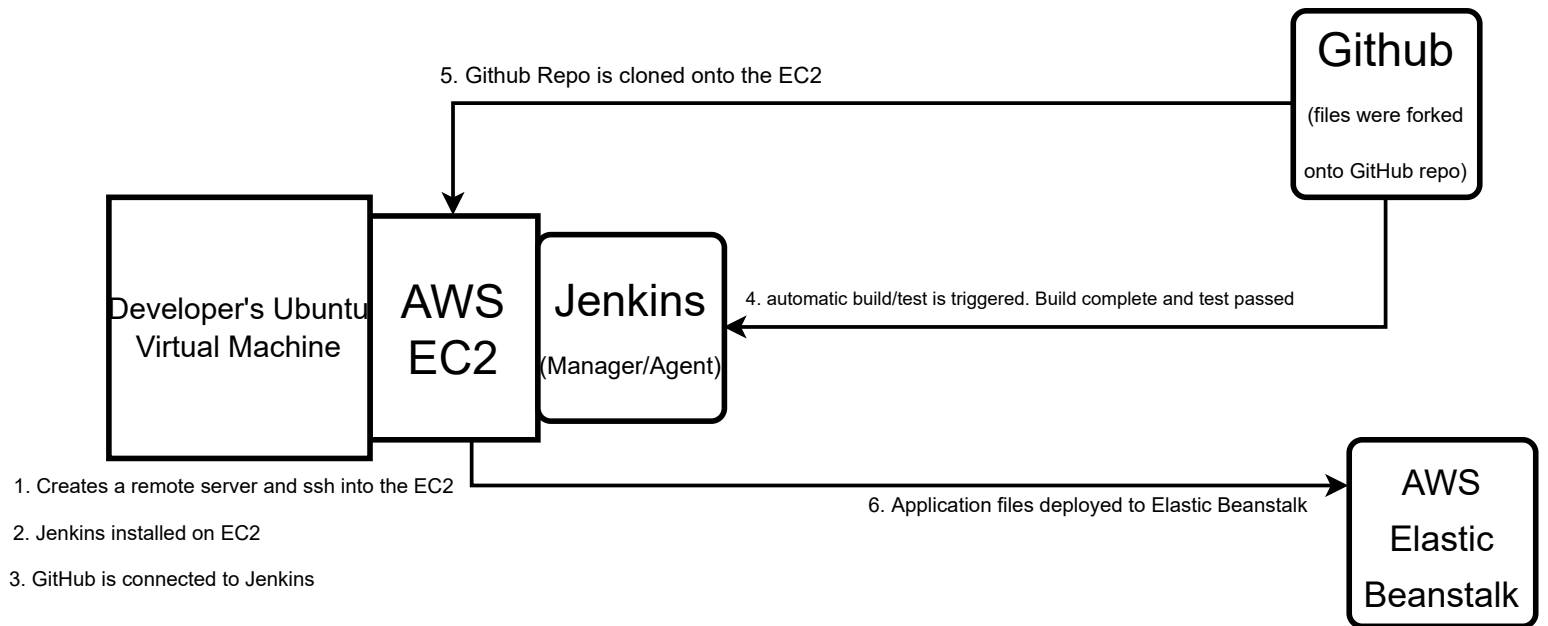 Github
(files were forked
onto GitHub repo)
5. Github Repo is cloned onto the EC2
Developer's Ubuntu
Virtual Machine
AWS
EC2
Jenkins
(Manager/Agent)
4. automatic build/test is triggered. Build complete and test passed
1. Creates a remote server and ssh into the EC2
2. Jenkins installed on EC2
3. GitHub is connected to Jenkins
6. Application files deployed to Elastic Beanstalk
AWS
Elastic
Beanstalk